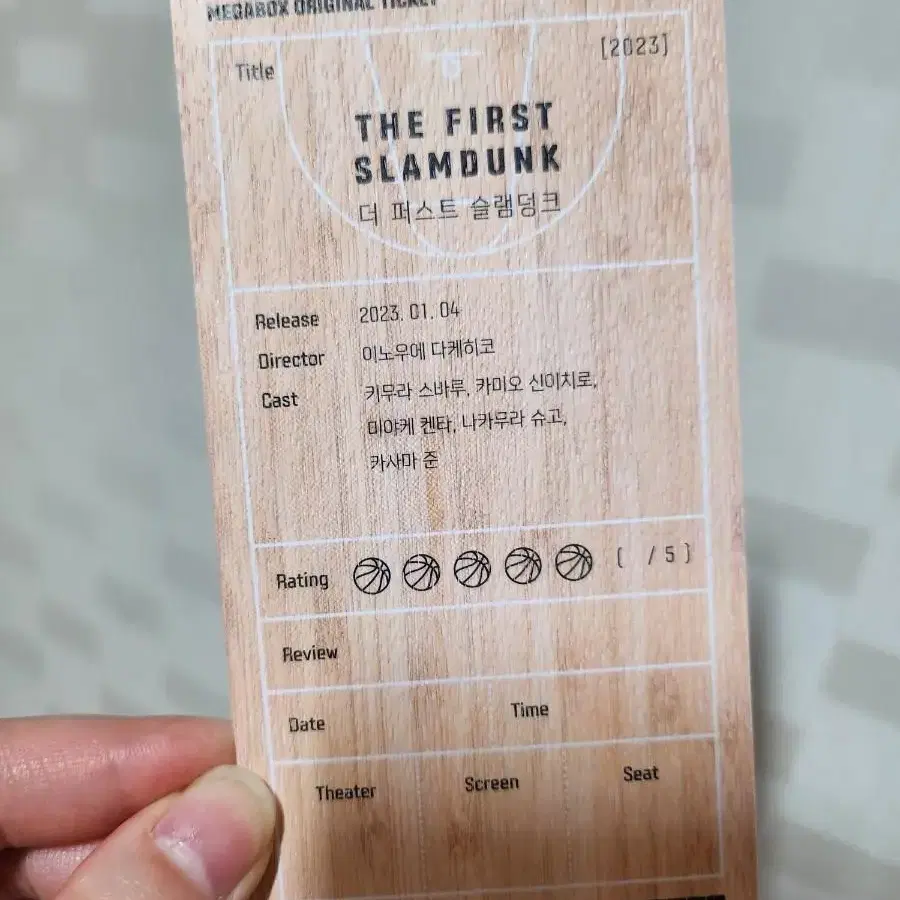 MEGABOX ORIGINAL TICKET
Title
[2023]
THE FIRST
SLAMDUNK
더 퍼스트 슬램덩크
Release 2023. 01. 04
Director 이노우에 다케히코
Cast 키무라 스바루, 카미오 신이치로,
미야케 켄타, 나카무라 슈고,
카사마 준
Rating [ / 5 ]
Review
Date Time
Theater Screen Seat